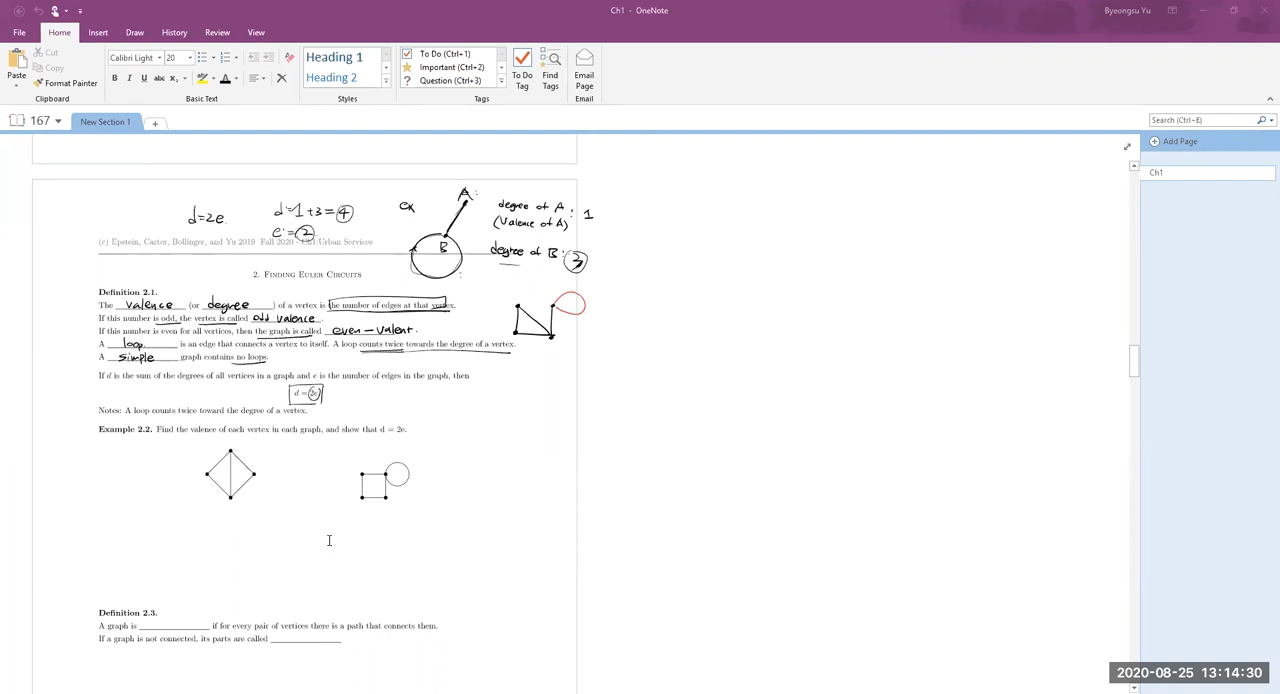 Ch1 - OneNote
Byeongsu Yu
File Home Insert Draw History Review View
Paste
Cut
Copy
Format Painter
Clipboard
Calibri Light 20
B I U abc x₂ A
Basic Text
Heading 1
Heading 2
Styles
To Do (Ctrl+1)
Important (Ctrl+2)
Question (Ctrl+3)
To Do Tag
Find Tags
Tags
Email Page
Email
167
New Section 1
Search (Ctrl+E)
Add Page
Ch1
d=2e
d=1+3=4
e: 2
ex
A:
B
degree of A : 1
(Valence of A)
degree of B: 3
(c) Epstein, Carter, Bollinger, and Yu 2019 Fall 2020 - Ch1:Urban Services
2. Finding Euler Circuits
Definition 2.1.
The valence (or degree) of a vertex is the number of edges at that vertex.
If this number is odd, the vertex is called odd valence.
If this number is even for all vertices, then the graph is called even-valent.
A loop is an edge that connects a vertex to itself. A loop counts twice towards the degree of a vertex.
A simple graph contains no loops.
If d is the sum of the degrees of all vertices in a graph and e is the number of edges in the graph, then
d = 2e
Notes: A loop counts twice toward the degree of a vertex.
Example 2.2. Find the valence of each vertex in each graph, and show that d = 2e.
Definition 2.3.
A graph is ________ if for every pair of vertices there is a path that connects them.
If a graph is not connected, its parts are called ________
2020-08-25 13:14:30